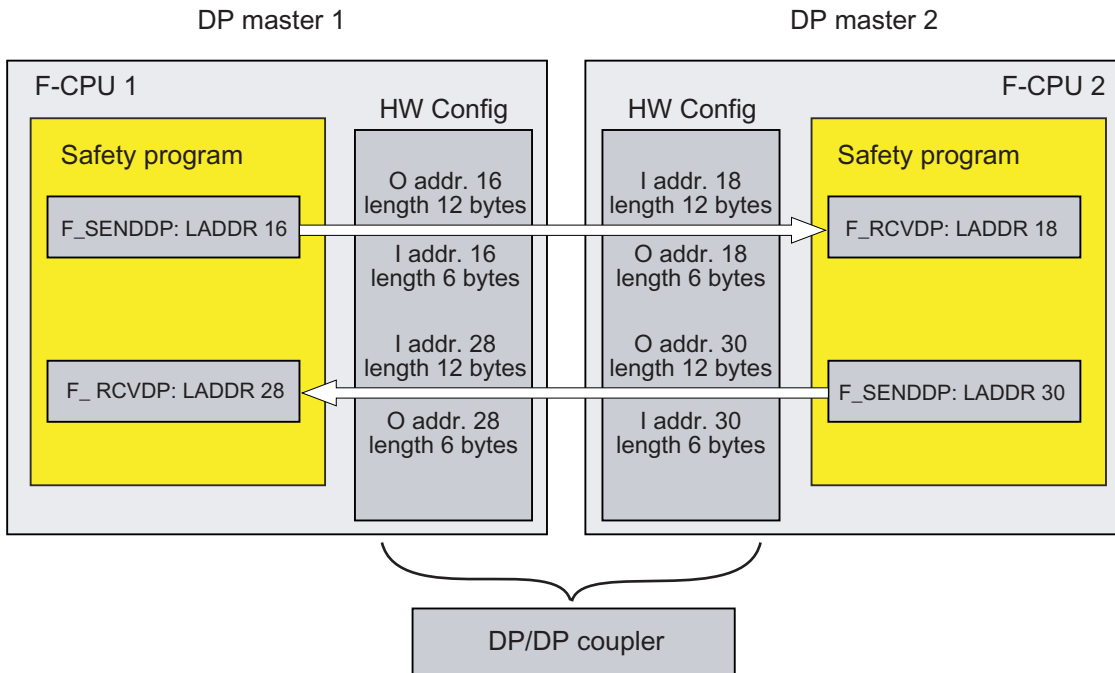 DP master 1
DP master 2
F-CPU 1
HW Config
Safety program
F_SENDDP: LADDR 16
O addr. 16
length 12 bytes
I addr. 16
length 6 bytes
F_ RCVDP: LADDR 28
I addr. 28
length 12 bytes
O addr. 28
length 6 bytes
F-CPU 2
HW Config
Safety program
I addr. 18
length 12 bytes
O addr. 18
length 6 bytes
F_RCVDP: LADDR 18
O addr. 30
length 12 bytes
I addr. 30
length 6 bytes
F_SENDDP: LADDR 30
DP/DP coupler